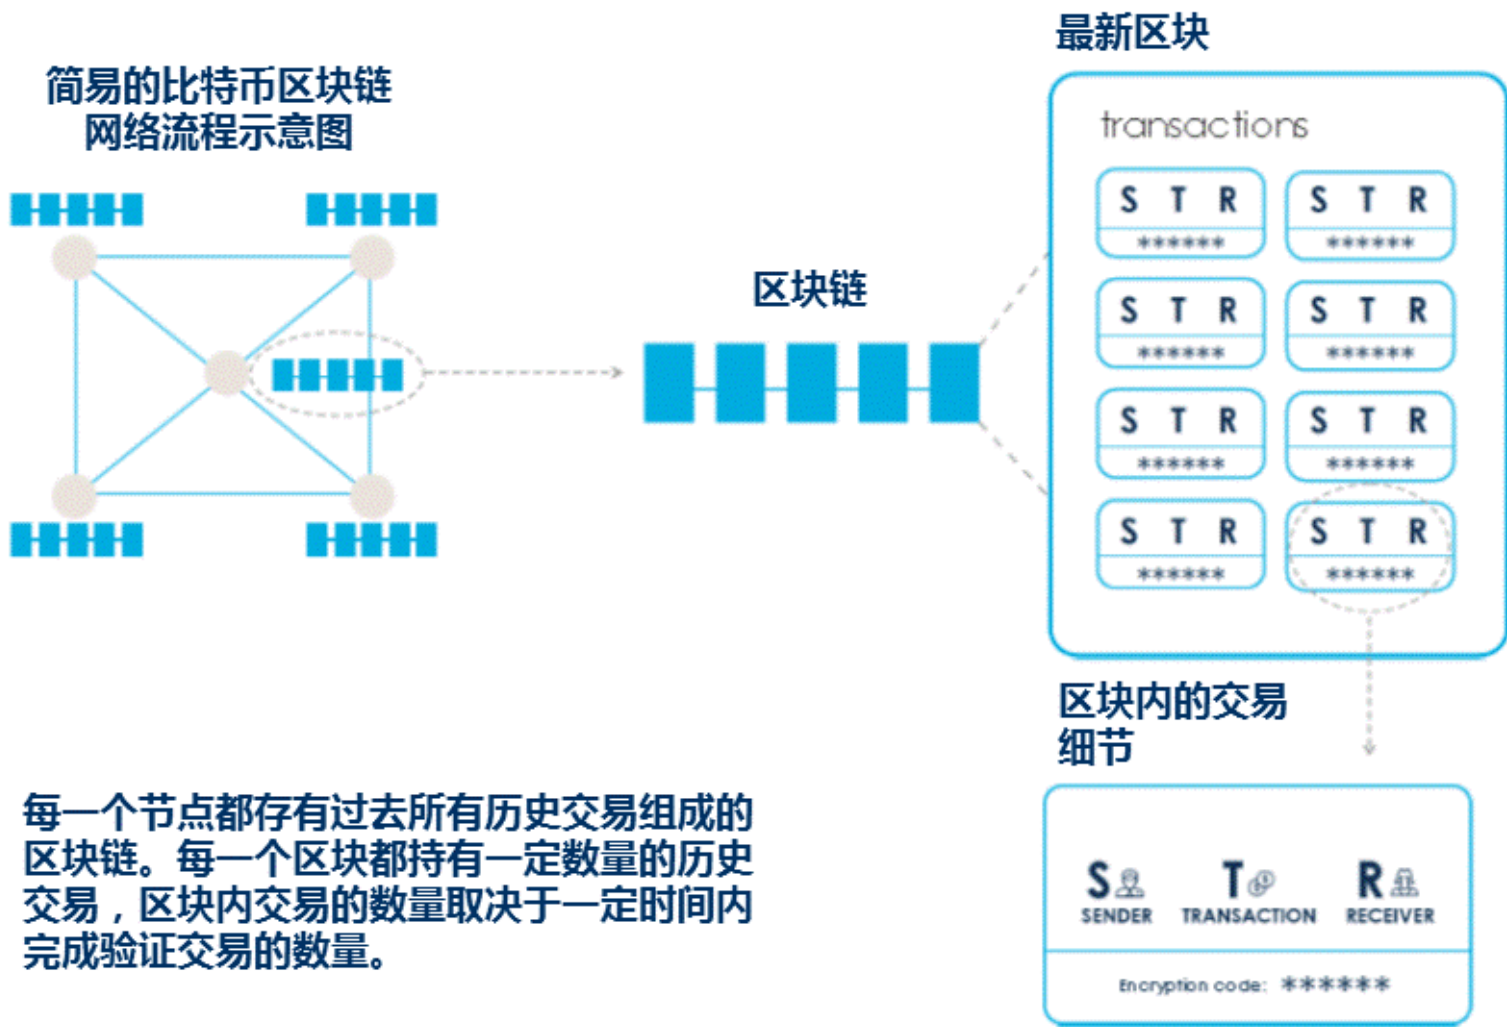 简易的比特币区块链
网络流程示意图
区块链
最新区块
transactions
S T R
******
S T R
******
S T R
******
S T R
******
S T R
******
S T R
******
S T R
******
S T R
******
区块内的交易
细节
S T R
SENDER TRANSACTION RECEIVER
Encryption code: ******
每一个节点都存有过去所有历史交易组成的
区块链。每一个区块都持有一定数量的历史
交易，区块内交易的数量取决于一定时间内
完成验证交易的数量。